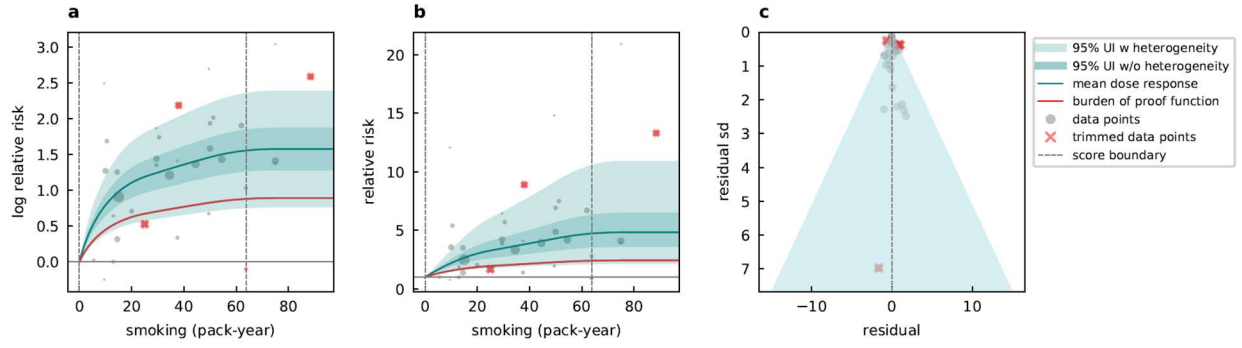 a
3.0
2.5
2.0
1.5
1.0
0.5
0.0
log relative risk
0
20
40
60
80
smoking (pack-year)
b
20
15
10
5
0
relative risk
0
20
40
60
80
smoking (pack-year)
c
0
1
2
3
4
5
6
7
residual sd
−10
0
10
residual
95% UI w heterogeneity
95% UI w/o heterogeneity
mean dose response
burden of proof function
data points
trimmed data points
score boundary